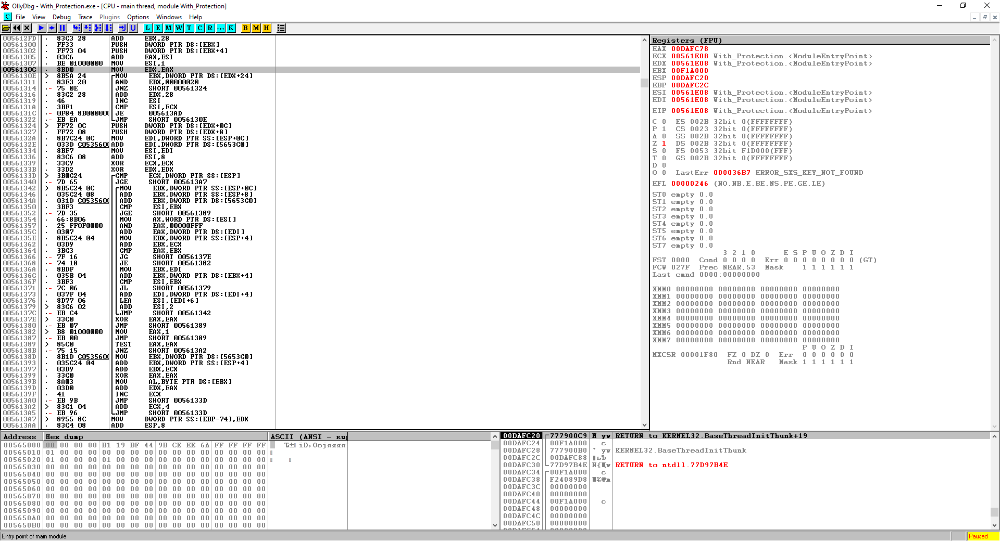 OllyDbg - With_Protection.exe - [CPU - main thread, module With_Protection]
C File View Debug Trace Plugins Options Windows Help
L E M W T C R ... K B M H
005612FD . 83C3 28 ADD EBX,28
00561300 . FF33 PUSH DWORD PTR DS:[EBX]
00561302 . FF73 04 PUSH DWORD PTR DS:[EBX+4]
00561305 . 03C6 ADD EAX,ESI
00561307 . BE 01000000 MOV ESI,1
0056130C . 8BD0 MOV EDX,EAX
0056130E > 8B5A 24 MOV EBX,DWORD PTR DS:[EDX+24]
00561311 . 83E3 20 AND EBX,00000020
00561314 .- 75 0E JNZ SHORT 00561324
00561316 . 83C2 28 ADD EDX,28
00561319 . 46 INC ESI
0056131A . 3BF1 CMP ESI,ECX
0056131C .- 0F84 8B000000 JE 005613AD
00561322 .- EB EA JMP SHORT 0056130E
00561324 > FF72 0C PUSH DWORD PTR DS:[EDX+0C]
00561327 . FF72 08 PUSH DWORD PTR DS:[EDX+8]
0056132A . 8B7C24 0C MOV EDI,DWORD PTR SS:[ESP+0C]
0056132E . 033D C0535600 ADD EDI,DWORD PTR DS:[5653C0]
00561334 . 8BF7 MOV ESI,EDI
00561336 . 83C6 08 ADD ESI,8
00561339 . 33C9 XOR ECX,ECX
0056133B . 33D2 XOR EDX,EDX
0056133D > 3B0C24 CMP ECX,DWORD PTR SS:[ESP]
00561340 .- 7D 65 JGE SHORT 005613A7
00561342 > 8B5C24 0C MOV EBX,DWORD PTR SS:[ESP+0C]
00561346 . 035C24 08 ADD EBX,DWORD PTR SS:[ESP+8]
0056134A . 031D C0535600 ADD EBX,DWORD PTR DS:[5653C0]
00561350 . 3BF3 CMP ESI,EBX
00561352 .- 7D 35 JGE SHORT 00561389
00561354 . 66:8B06 MOV AX,WORD PTR DS:[ESI]
00561357 . 25 FF0F0000 AND EAX,00000FFF
0056135C . 0307 ADD EAX,DWORD PTR DS:[EDI]
0056135E . 8B5C24 04 MOV EBX,DWORD PTR SS:[ESP+4]
00561362 . 03D9 ADD EBX,ECX
00561364 . 3BC3 CMP EAX,EBX
00561366 .- 7F 16 JG SHORT 0056137E
00561368 .- 74 18 JE SHORT 00561382
0056136A . 8BDF MOV EBX,EDI
0056136C . 035B 04 ADD EBX,DWORD PTR DS:[EBX+4]
0056136F . 3BF3 CMP ESI,EBX
00561371 .- 7C 06 JL SHORT 00561379
00561373 . 037F 04 ADD EDI,DWORD PTR DS:[EDI+4]
00561376 . 8D77 06 LEA ESI,[EDI+6]
00561379 > 83C6 02 ADD ESI,2
0056137C .- EB C4 JMP SHORT 00561342
0056137E > 33C0 XOR EAX,EAX
00561380 .- EB 07 JMP SHORT 00561389
00561382 > B8 01000000 MOV EAX,1
00561387 .- EB 00 JMP SHORT 00561389
00561389 > 85C0 TEST EAX,EAX
0056138B .- 75 15 JNZ SHORT 005613A2
0056138D . 8B1D C0535600 MOV EBX,DWORD PTR DS:[5653C0]
00561393 . 035C24 04 ADD EBX,DWORD PTR SS:[ESP+4]
00561397 . 03D9 ADD EBX,ECX
00561399 . 33C0 XOR EAX,EAX
0056139B . 8A03 MOV AL,BYTE PTR DS:[EBX]
0056139D . 03D0 ADD EDX,EAX
0056139F . 41 INC ECX
005613A0 .- EB 9B JMP SHORT 0056133D
005613A2 > 83C1 04 ADD ECX,4
005613A5 .- EB 96 JMP SHORT 0056133D
005613A7 > 8955 8C MOV DWORD PTR SS:[EBP-74],EDX
005613AA . 83C4 08 ADD ESP,8
Registers (FPU)
EAX 00DAFC78
ECX 00561E08 With_Protection.<ModuleEntryPoint>
EDX 00561E08 With_Protection.<ModuleEntryPoint>
EBX 00F1A000
ESP 00DAFC20
EBP 00DAFC2C
ESI 00561E08 With_Protection.<ModuleEntryPoint>
EDI 00561E08 With_Protection.<ModuleEntryPoint>
EIP 00561E08 With_Protection.<ModuleEntryPoint>
C 0 ES 002B 32bit 0(FFFFFFFF)
P 1 CS 0023 32bit 0(FFFFFFFF)
A 0 SS 002B 32bit 0(FFFFFFFF)
Z 1 DS 002B 32bit 0(FFFFFFFF)
S 0 FS 0053 32bit F1D000(FFF)
T 0 GS 002B 32bit 0(FFFFFFFF)
D 0
O 0 LastErr 000036B7 ERROR_SXS_KEY_NOT_FOUND
EFL 00000246 (NO,NB,E,BE,NS,PE,GE,LE)
ST0 empty 0.0
ST1 empty 0.0
ST2 empty 0.0
ST3 empty 0.0
ST4 empty 0.0
ST5 empty 0.0
ST6 empty 0.0
ST7 empty 0.0
3 2 1 0 E S P U O Z D I
FST 0000 Cond 0 0 0 0 Err 0 0 0 0 0 0 0 0 (GT)
FCW 027F Prec NEAR,53 Mask 1 1 1 1 1 1
Last cmnd 0000:00000000
XMM0 00000000 00000000 00000000 00000000
XMM1 00000000 00000000 00000000 00000000
XMM2 00000000 00000000 00000000 00000000
XMM3 00000000 00000000 00000000 00000000
XMM4 00000000 00000000 00000000 00000000
XMM5 00000000 00000000 00000000 00000000
XMM6 00000000 00000000 00000000 00000000
XMM7 00000000 00000000 00000000 00000000
P U O Z D I
MXCSR 00001F80 FZ 0 DZ 0 Err 0 0 0 0 0 0
Rnd NEAR Mask 1 1 1 1 1 1
Address Hex dump ASCII (ANSI – ки
00565000 00 00 00 80 B1 19 BF 44 9B CE EE 6A FF FF FF FF Ъ± їD›Оојяяяя
00565010 01 00 00 00 00 00 00 00 00 00 00 00 00 00 00 00
00565020 01 00 00 00 01 00 00 00 00 00 00 00 00 00 00 00
00565030 00 00 00 00 00 00 00 00 00 00 00 00 00 00 00 00
00565040 00 00 00 00 00 00 00 00 00 00 00 00 00 00 00 00
00565050 00 00 00 00 00 00 00 00 00 00 00 00 00 00 00 00
00565060 00 00 00 00 00 00 00 00 00 00 00 00 00 00 00 00
00565070 00 00 00 00 00 00 00 00 00 00 00 00 00 00 00 00
00565080 00 00 00 00 00 00 00 00 00 00 00 00 00 00 00 00
00565090 00 00 00 00 00 00 00 00 00 00 00 00 00 00 00 00
005650A0 00 00 00 00 00 00 00 00 00 00 00 00 00 00 00 00
005650B0 00 00 00 00 00 00 00 00 00 00 00 00 00 00 00 00
00DAFC20 777900C9 Й yw RETURN to KERNEL32.BaseThreadInitThunk+19
00DAFC24 00F1A000 с
00DAFC28 777900B0 ° yw KERNEL32.BaseThreadInitThunk
00DAFC2C 00DAFC88
00DAFC30 77D97B4E RETURN to ntdll.77D97B4E
00DAFC34 00F1A000 с
00DAFC38 F24089D8
00DAFC3C 00000000
00DAFC40 00000000
00DAFC44 00F1A000 с
00DAFC48 00000000
00DAFC4C 00000000
00DAFC50 00000000
Entry point of main module
Paused